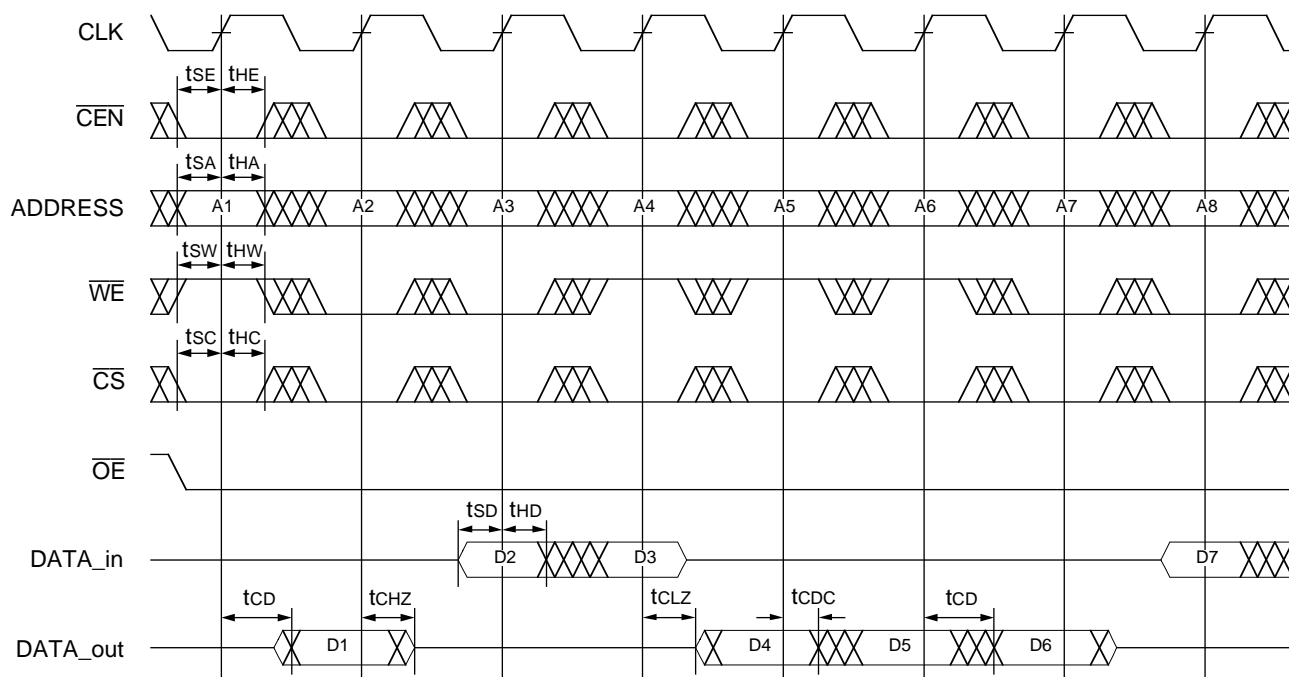 CLK
tSE tHE
CEN
tSA tHA
ADDRESS A1 A2 A3 A4 A5 A6 A7 A8
tSW tHW
WE
tSC tHC
CS
OE
tSD tHD
DATA_in D2 D3 D7
tCD tCHZ tCLZ tCDC tCD
DATA_out D1 D4 D5 D6